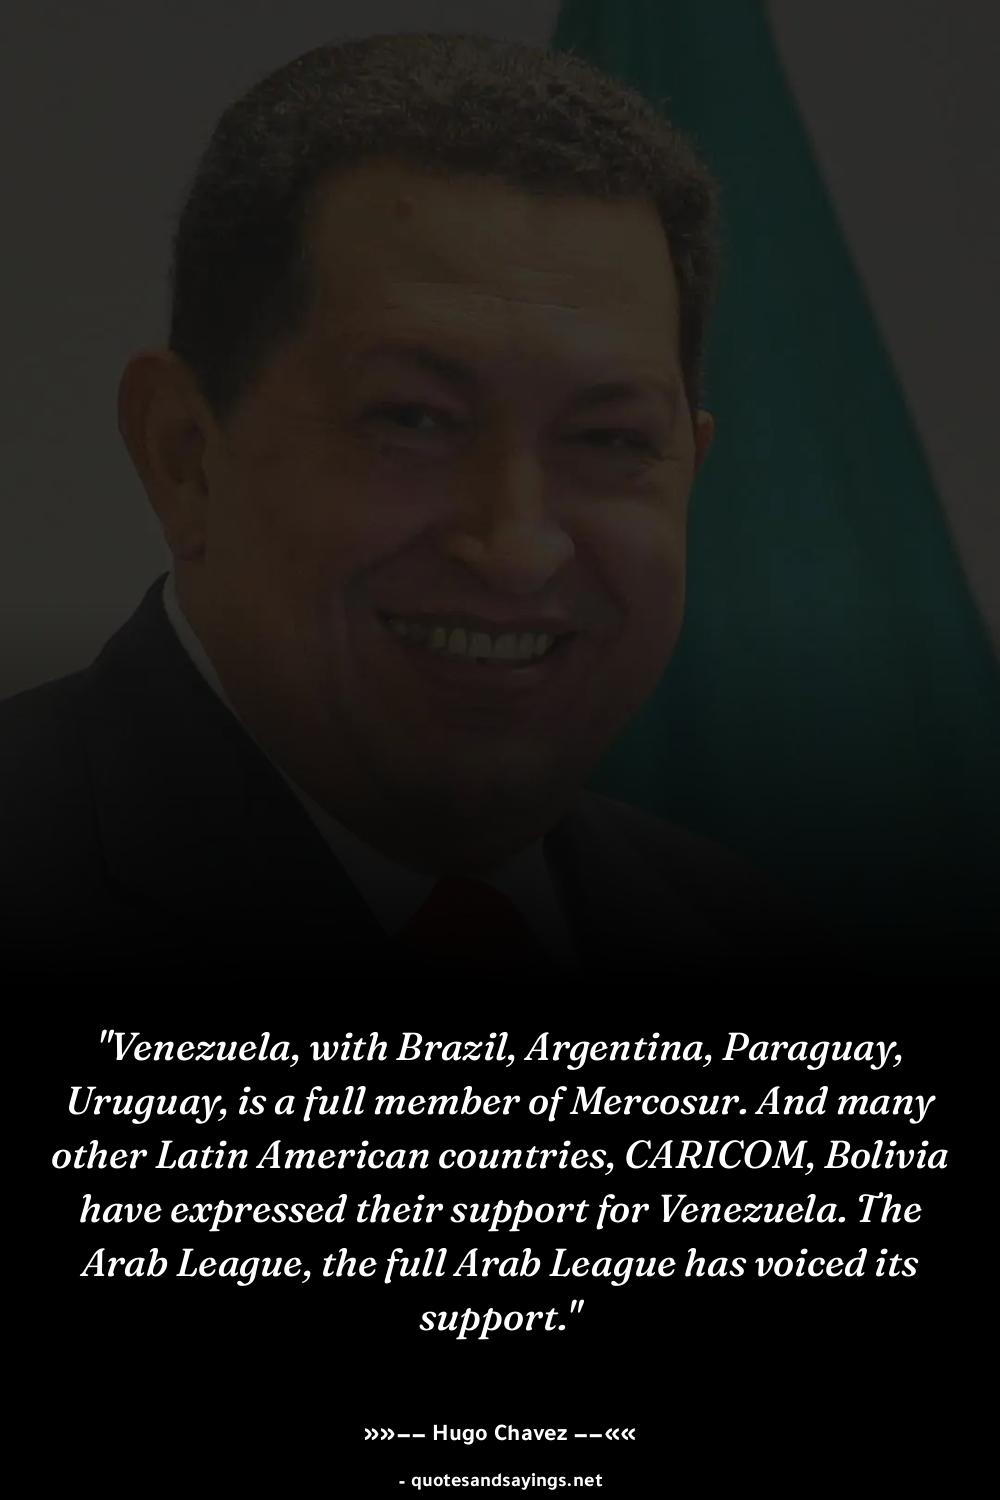 "Venezuela, with Brazil, Argentina, Paraguay,
Uruguay, is a full member of Mercosur. And many
other Latin American countries, CARICOM, Bolivia
have expressed their support for Venezuela. The
Arab League, the full Arab League has voiced its
support."
»»—— Hugo Chavez ——««
- quotesandsayings.net